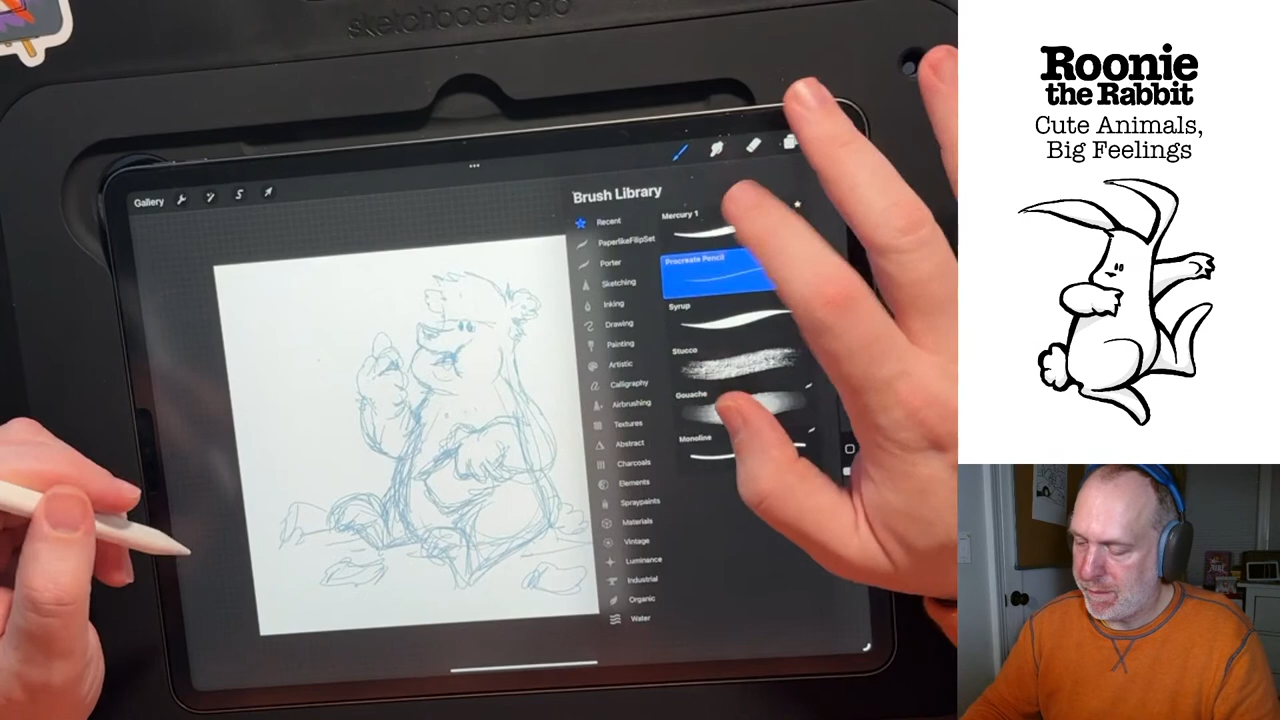 sketchboard pro
Roonie
the Rabbit
Cute Animals,
Big Feelings
Gallery
Brush Library
Recent
PaperlikeFlipSet
Porter
Sketching
Inking
Drawing
Painting
Artistic
Calligraphy
Airbrushing
Textures
Abstract
Charcoals
Elements
Spraypaints
Materials
Vintage
Luminance
Industrial
Organic
Water
Mercury 1
Procreate Pencil
Syrup
Stucco
Gouache
Monoline